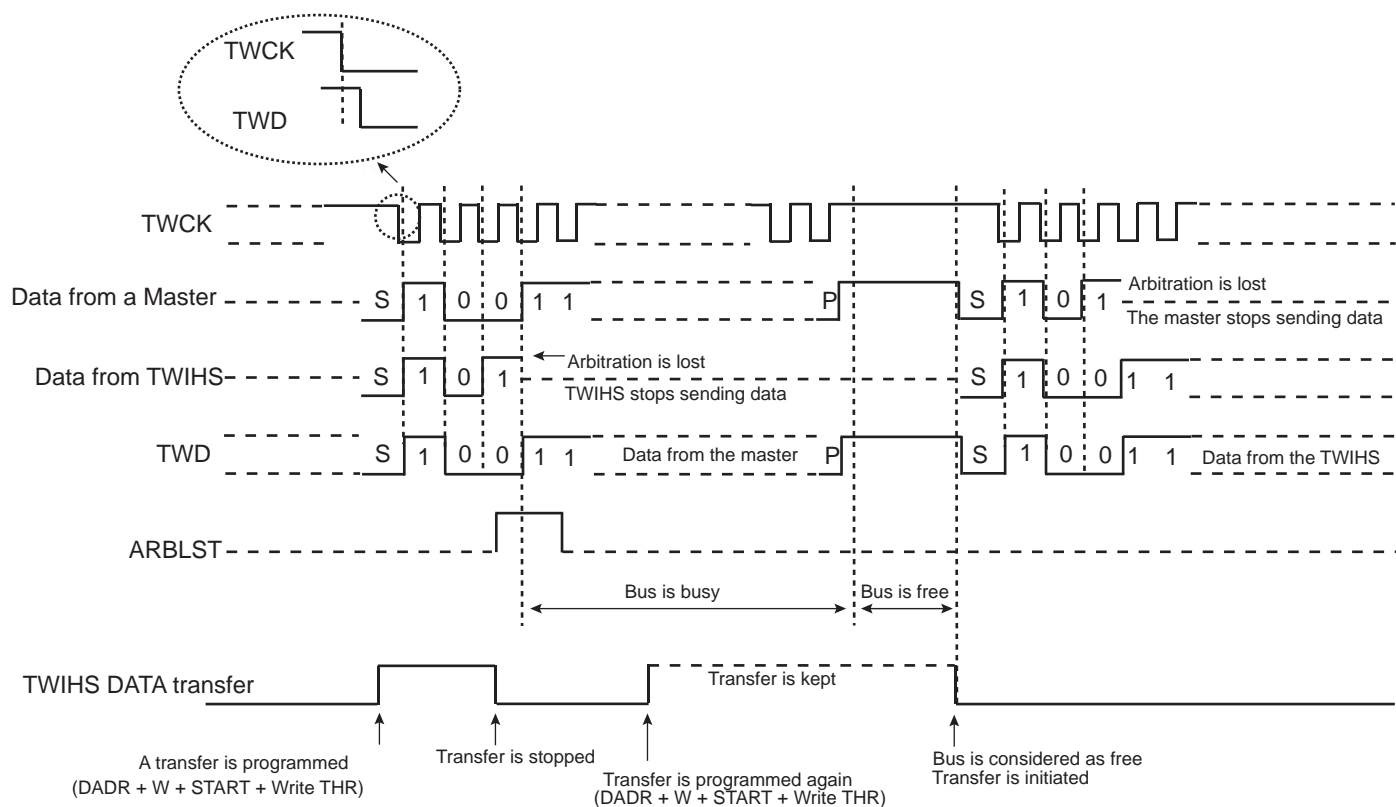 TWCK
TWD
TWCK
Data from a Master
S 1 0 0 1 1
P
S 1 0 1
Arbitration is lost
The master stops sending data
Data from TWIHS
S 1 0 1
Arbitration is lost
TWIHS stops sending data
S 1 0 0 1 1
TWD
S 1 0 0 1 1
Data from the master
P
S 1 0 0 1 1
Data from the TWIHS
ARBLST
Bus is busy
Bus is free
TWIHS DATA transfer
Transfer is kept
A transfer is programmed
(DADR + W + START + Write THR)
Transfer is stopped
Transfer is programmed again
(DADR + W + START + Write THR)
Bus is considered as free
Transfer is initiated